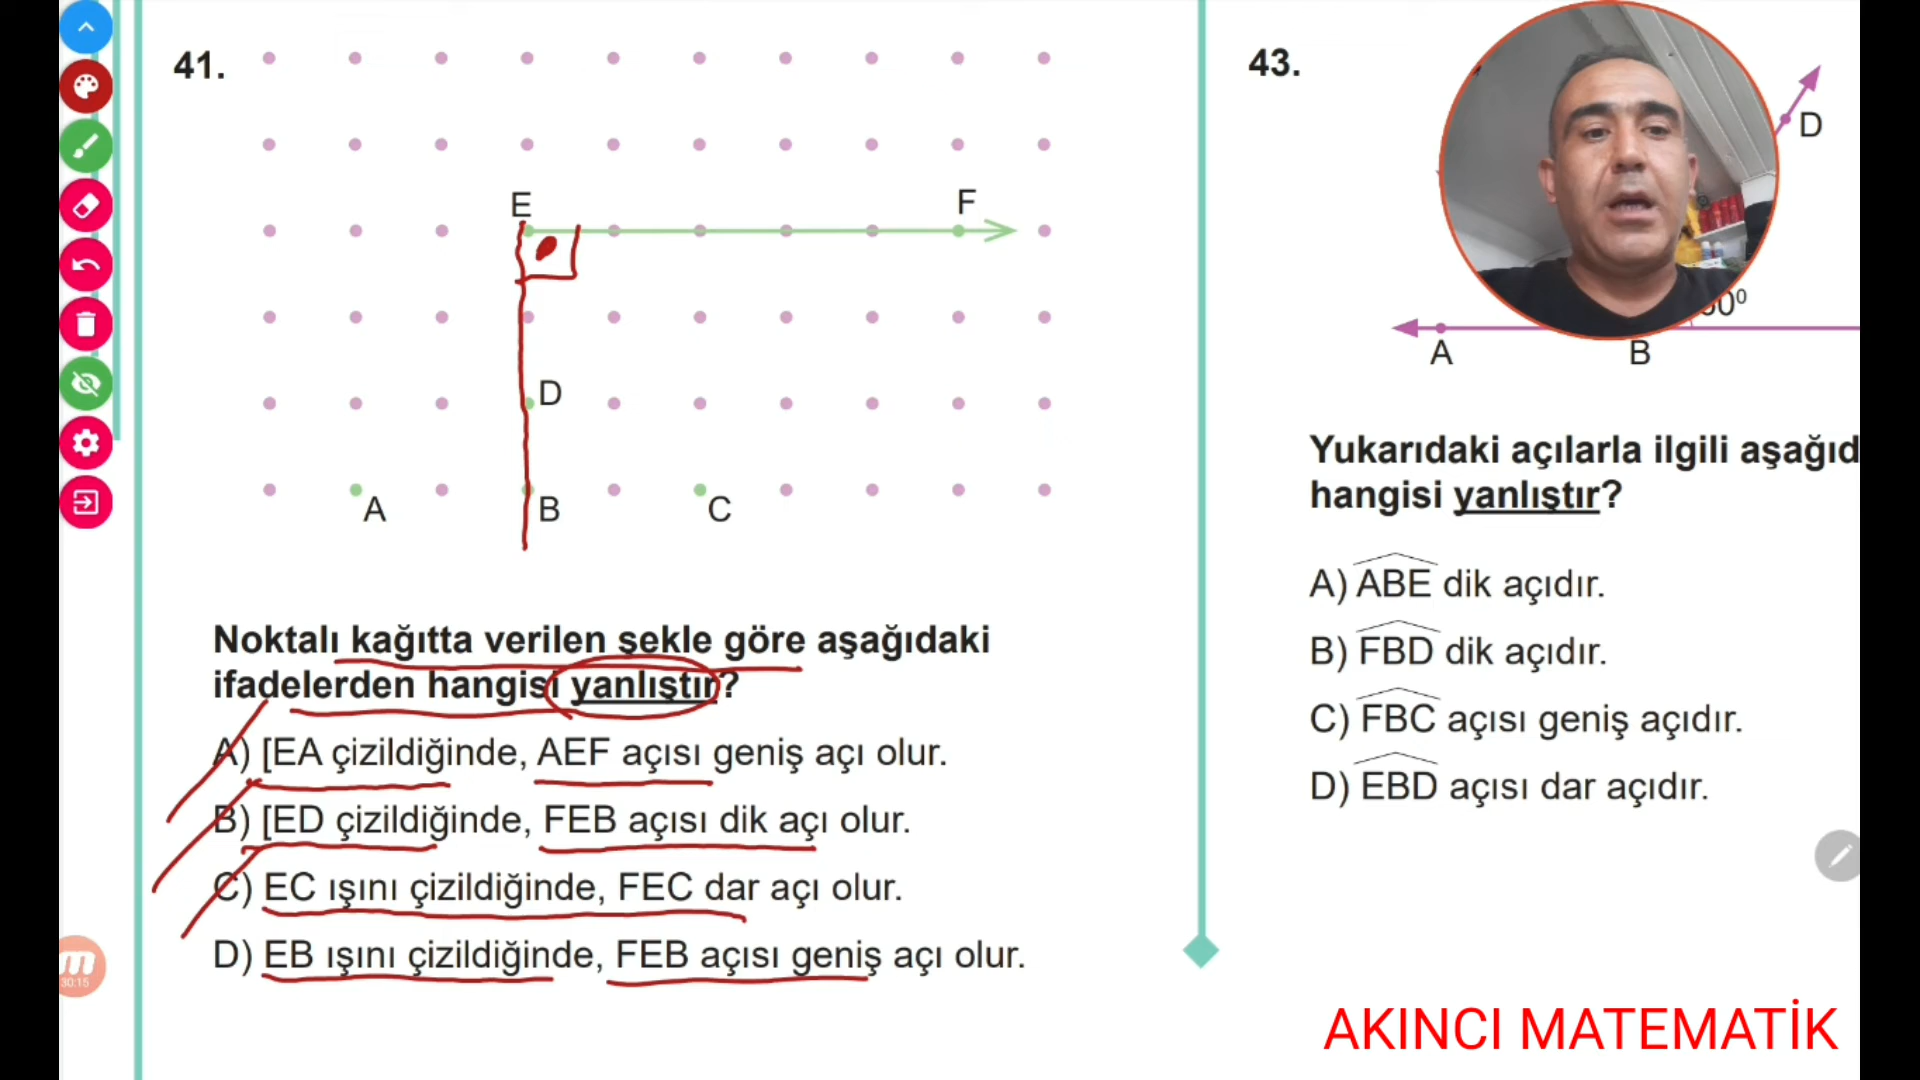 41.
E
F
D
A
B
C
Noktalı kağıtta verilen şekle göre aşağıdaki
ifadelerden hangisi yanlıştır?
A) [EA çizildiğinde, AEF açısı geniş açı olur.
B) [ED çizildiğinde, FEB açısı dik açı olur.
C) EC ışını çizildiğinde, FEC dar açı olur.
D) EB ışını çizildiğinde, FEB açısı geniş açı olur.
43.
D
A
B
Yukarıdaki açılarla ilgili aşağıd
hangisi yanlıştır?
A) ABE dik açıdır.
B) FBD dik açıdır.
C) FBC açısı geniş açıdır.
D) EBD açısı dar açıdır.
30:15
AKINCI MATEMATİK